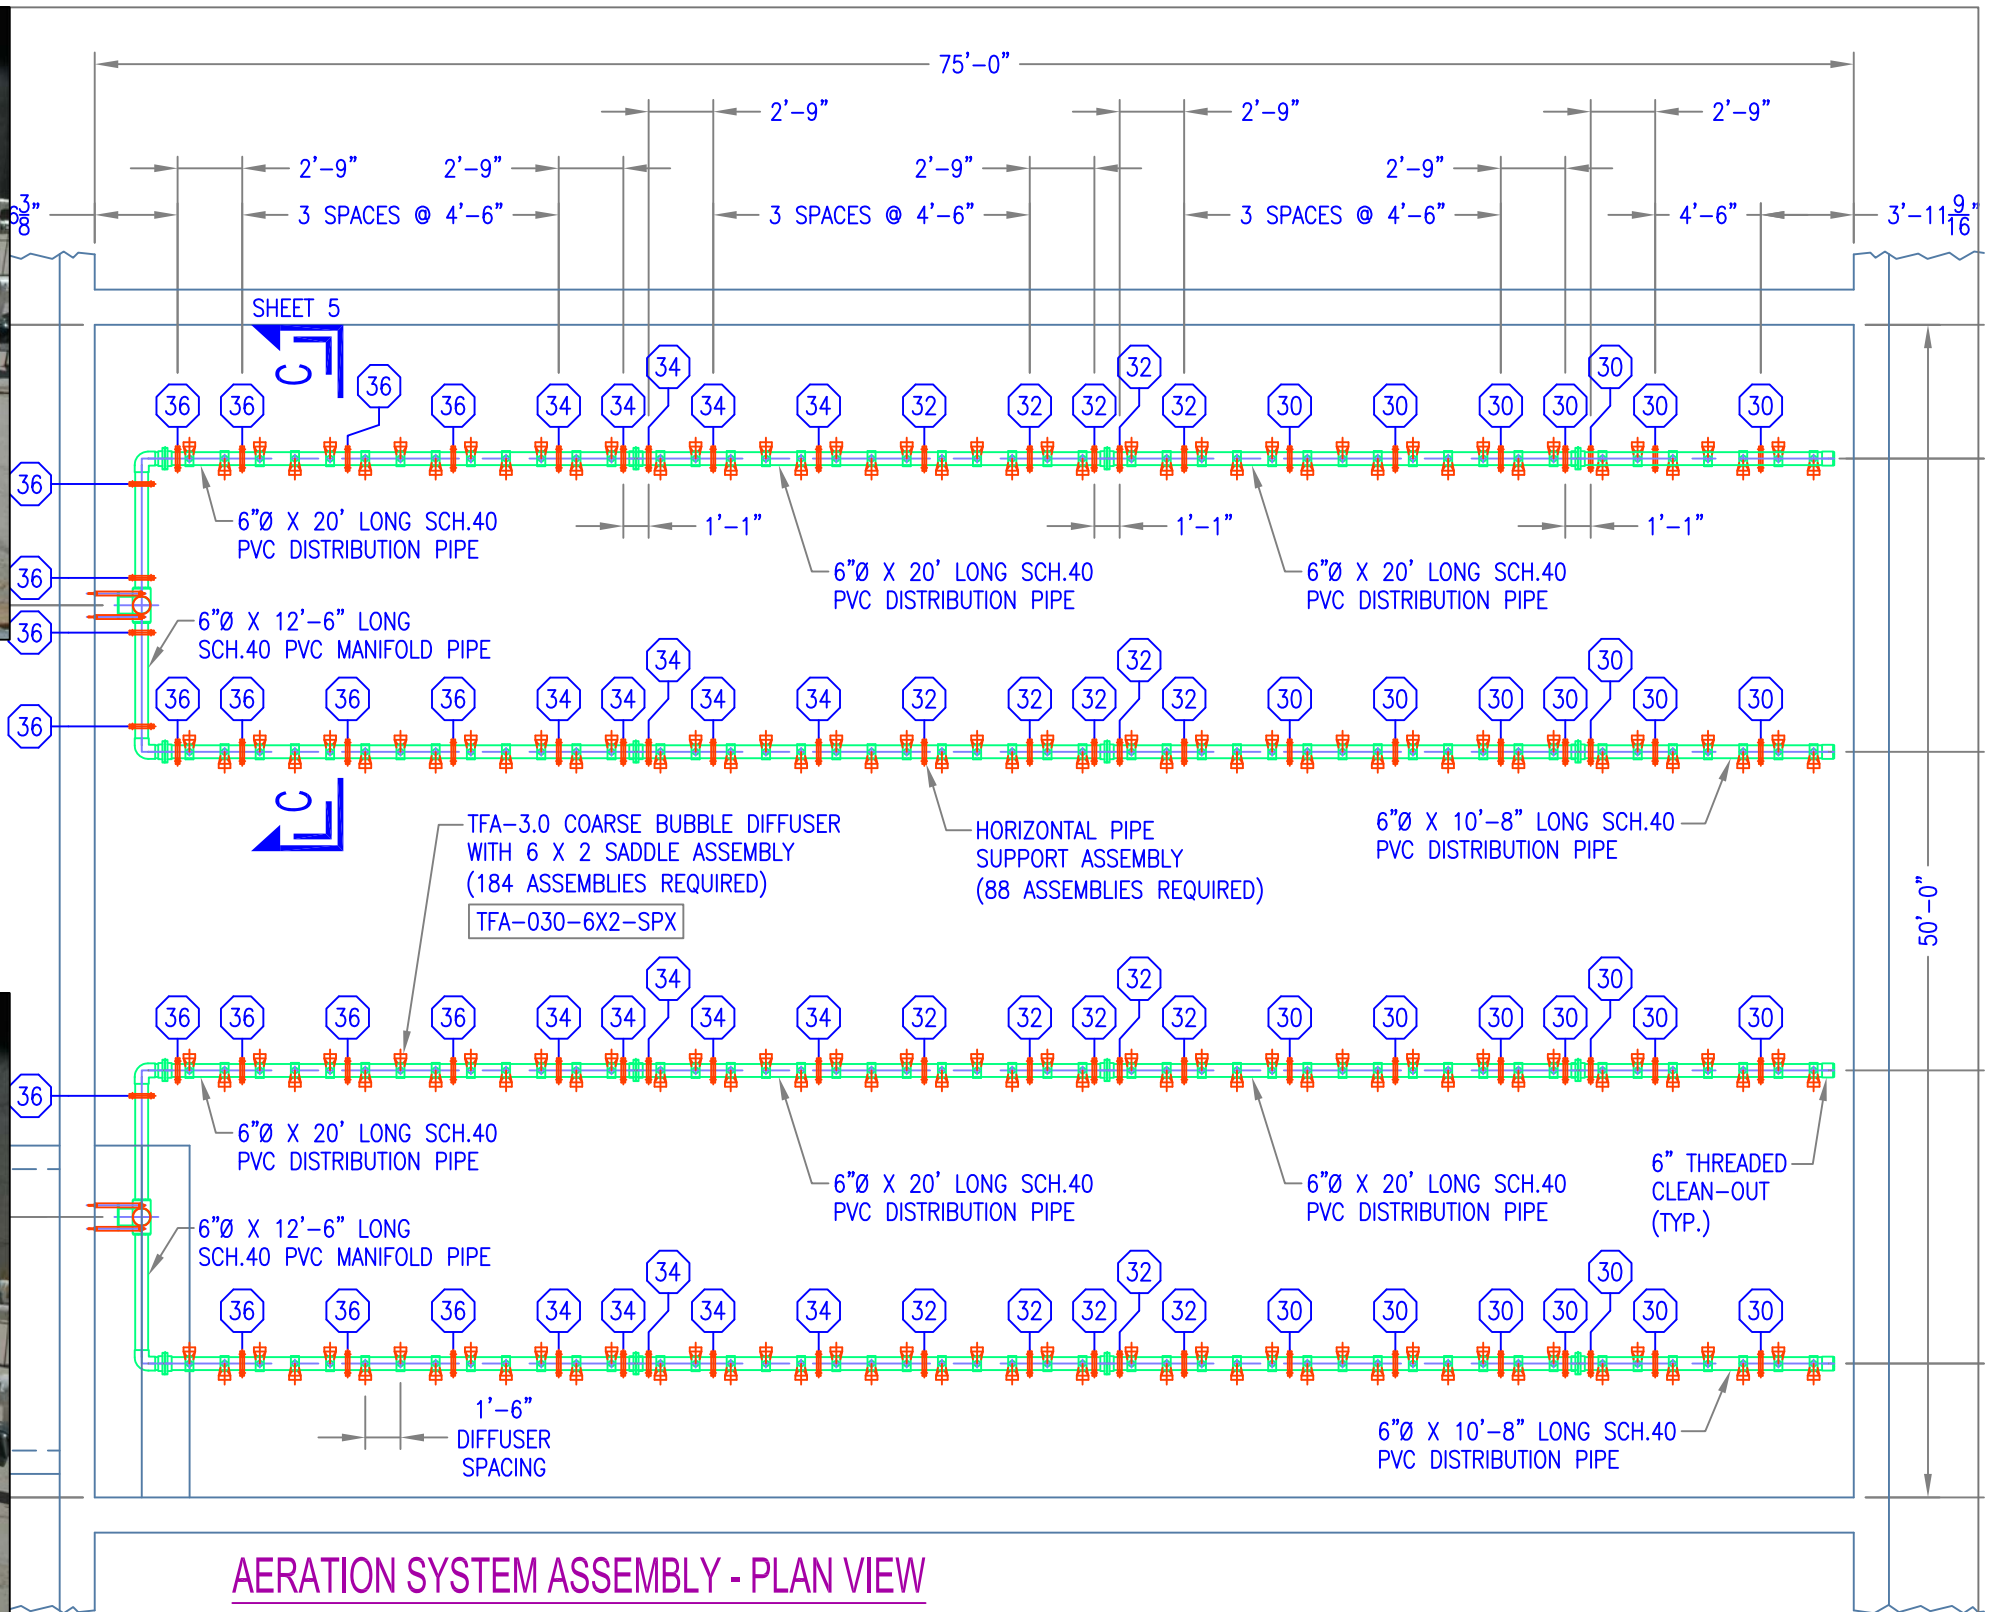 75'-0"
2'-9" 2'-9" 2'-9"
2'-9" 2'-9" 2'-9" 2'-9"
3/8" 3 SPACES @ 4'-6" 3 SPACES @ 4'-6" 3 SPACES @ 4'-6" 4'-6" 3'-11 9/16"
SHEET 5
C
36 34 32 30
36 36 36 34 34 34 34 32 32 32 32 30 30 30 30 30 30
36
6"Ø X 20' LONG SCH.40
PVC DISTRIBUTION PIPE
1'-1" 1'-1" 1'-1"
6"Ø X 20' LONG SCH.40
PVC DISTRIBUTION PIPE
6"Ø X 20' LONG SCH.40
PVC DISTRIBUTION PIPE
36
36
6"Ø X 12'-6" LONG
SCH.40 PVC MANIFOLD PIPE
34 32 30
36
36 36 36 36 34 34 34 34 32 32 32 32 30 30 30 30 30 30
C
TFA-3.0 COARSE BUBBLE DIFFUSER
WITH 6 X 2 SADDLE ASSEMBLY
(184 ASSEMBLIES REQUIRED)
TFA-030-6X2-SPX
HORIZONTAL PIPE
SUPPORT ASSEMBLY
(88 ASSEMBLIES REQUIRED)
6"Ø X 10'-8" LONG SCH.40
PVC DISTRIBUTION PIPE
50'-0"
34 32 30
36 36 36 36 34 34 34 34 32 32 32 32 30 30 30 30 30 30
36
6"Ø X 20' LONG SCH.40
PVC DISTRIBUTION PIPE
6"Ø X 20' LONG SCH.40
PVC DISTRIBUTION PIPE
6"Ø X 20' LONG SCH.40
PVC DISTRIBUTION PIPE
6" THREADED
CLEAN-OUT
(TYP.)
6"Ø X 12'-6" LONG
SCH.40 PVC MANIFOLD PIPE
34 32 30
36 36 36 34 34 34 34 32 32 32 32 30 30 30 30 30 30
1'-6"
DIFFUSER
SPACING
6"Ø X 10'-8" LONG SCH.40
PVC DISTRIBUTION PIPE
AERATION SYSTEM ASSEMBLY - PLAN VIEW